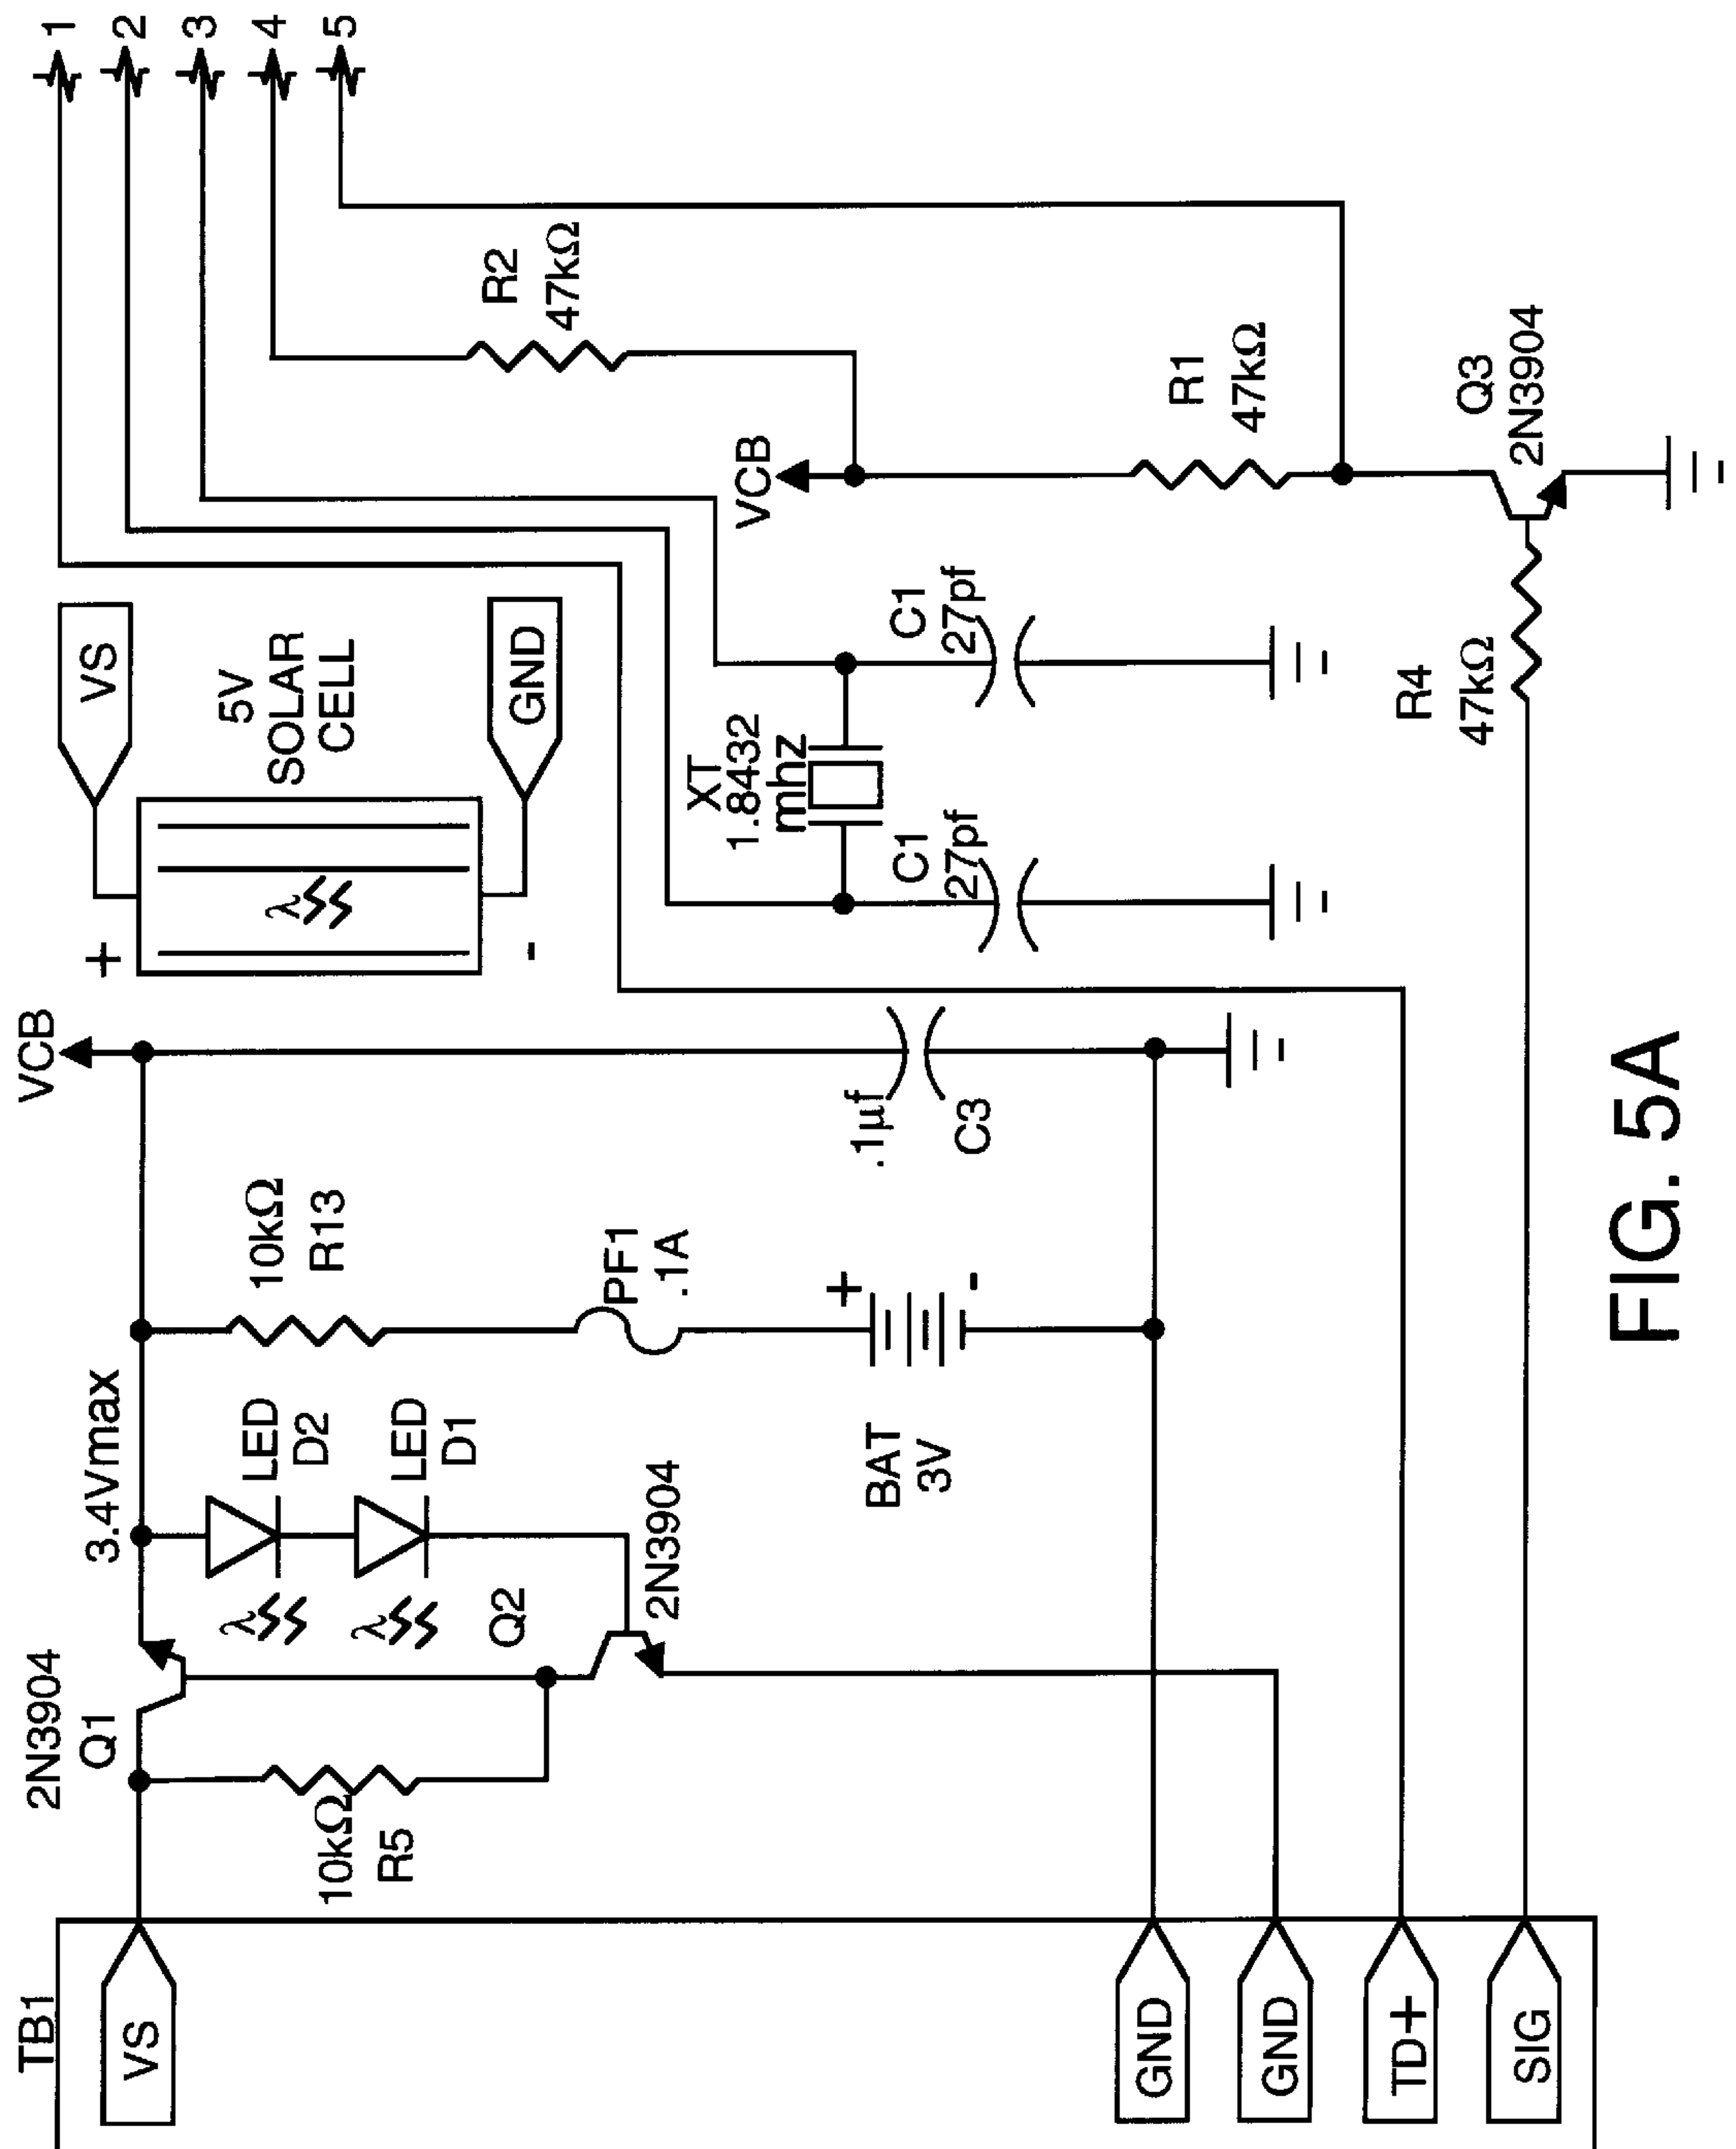 TB1
VS
GND
GND
TD+
SIG
2N3904
Q1
10kΩ
R5
3.4Vmax
LED
D2
LED
D1
Q2
2N3904
10kΩ
R13
PF1
.1A
BAT
3V
+
-
VCB
.1µf
C3
+
-
VS
5V
SOLAR
CELL
GND
λ
λ
λ
XT
1.8432
mhz
C1
27pf
C1
27pf
VCB
R2
47kΩ
R1
47kΩ
R4
47kΩ
Q3
2N3904
1
2
3
4
5
FIG. 5A